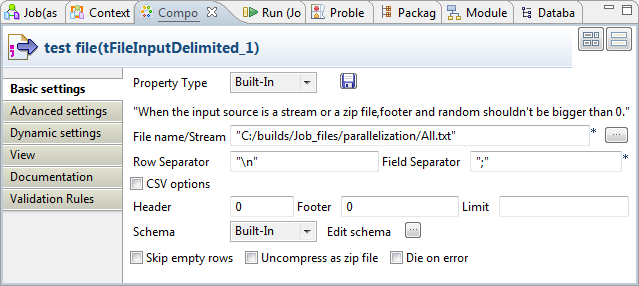 Job(as Context Compo Run (Jo Proble Packag Module Databa
test file(tFileInputDelimited_1)
Basic settings
Advanced settings
Dynamic settings
View
Documentation
Validation Rules
Property Type Built-In
"When the input source is a stream or a zip file,footer and random shouldn't be bigger than 0."
File name/Stream "C:/builds/Job_files/parallelization/All.txt" * ...
Row Separator "\n" Field Separator ";" *
CSV options
Header 0 Footer 0 Limit
Schema Built-In Edit schema ...
Skip empty rows Uncompress as zip file Die on error